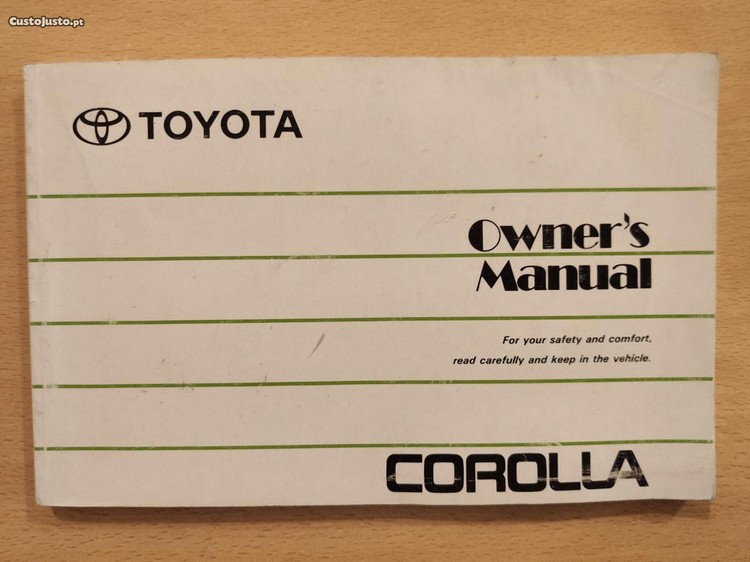 CustoJusto.pt
TOYOTA
Owner's
Manual
For your safety and comfort,
read carefully and keep in the vehicle.
COROLLA